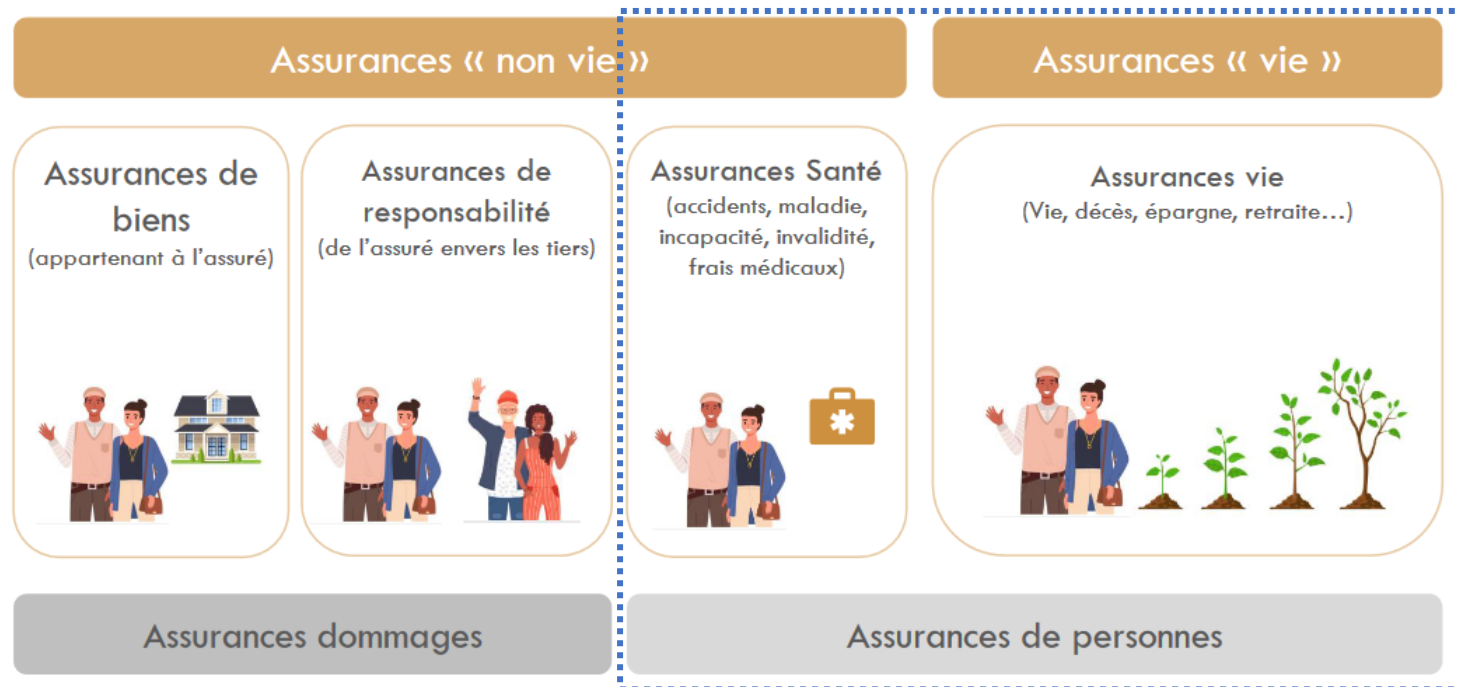 Assurances « non vie »
Assurances « vie »
Assurances de
biens
(appartenant à l'assuré)
Assurances de
responsabilité
(de l'assuré envers les tiers)
Assurances Santé
(accidents, maladie,
incapacité, invalidité,
frais médicaux)
Assurances vie
(Vie, décès, épargne, retraite…)
Assurances dommages
Assurances de personnes